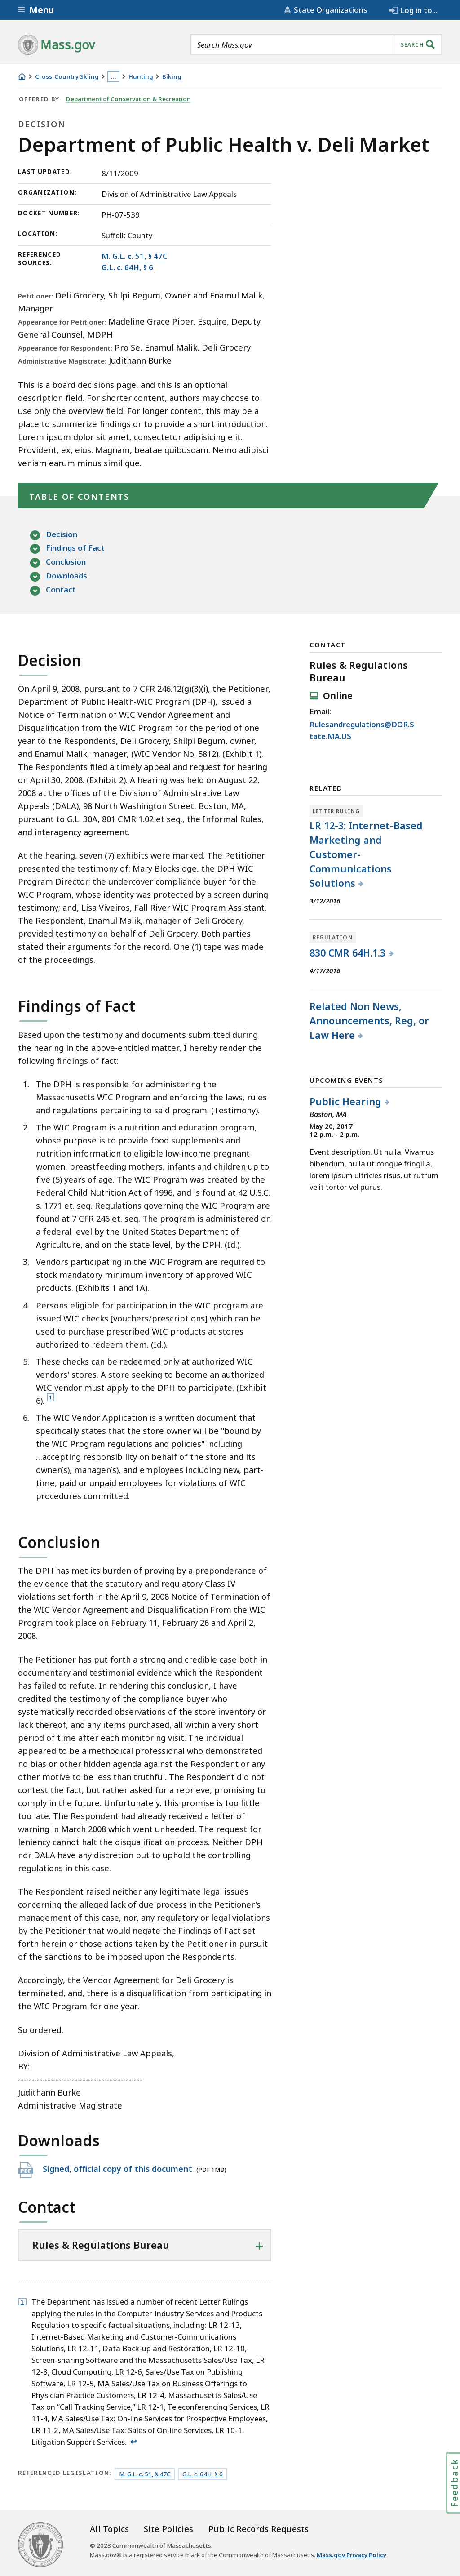 Menu
State Organizations
Log in to...
Mass.gov
Search Mass.gov
SEARCH
Cross-Country Skiing
...
Hunting
Biking
OFFERED BY Department of Conservation & Recreation
DECISION
Department of Public Health v. Deli Market
LAST UPDATED: 8/11/2009
ORGANIZATION: Division of Administrative Law Appeals
DOCKET NUMBER: PH-07-539
LOCATION: Suffolk County
REFERENCED SOURCES:
M. G.L. c. 51, § 47C
G.L. c. 64H, § 6
Petitioner: Deli Grocery, Shilpi Begum, Owner and Enamul Malik,
Manager
Appearance for Petitioner: Madeline Grace Piper, Esquire, Deputy
General Counsel, MDPH
Appearance for Respondent: Pro Se, Enamul Malik, Deli Grocery
Administrative Magistrate: Judithann Burke
This is a board decisions page, and this is an optional
description field. For shorter content, authors may choose to
use only the overview field. For longer content, this may be a
place to summerize findings or to provide a short introduction.
Lorem ipsum dolor sit amet, consectetur adipisicing elit.
Provident, ex, eius. Magnam, beatae quibusdam. Nemo adipisci
veniam earum minus similique.
TABLE OF CONTENTS
Decision
Findings of Fact
Conclusion
Downloads
Contact
Decision
On April 9, 2008, pursuant to 7 CFR 246.12(g)(3)(i), the Petitioner,
Department of Public Health-WIC Program (DPH), issued a
Notice of Termination of WIC Vendor Agreement and
Disqualification From the WIC Program for the period of one
year to the Respondents, Deli Grocery, Shilpi Begum, owner,
and Enamul Malik, manager, (WIC Vendor No. 5812). (Exhibit 1).
The Respondents filed a timely appeal and request for hearing
on April 30, 2008. (Exhibit 2). A hearing was held on August 22,
2008 at the offices of the Division of Administrative Law
Appeals (DALA), 98 North Washington Street, Boston, MA,
pursuant to G.L. 30A, 801 CMR 1.02 et seq., the Informal Rules,
and interagency agreement.
At the hearing, seven (7) exhibits were marked. The Petitioner
presented the testimony of: Mary Blocksidge, the DPH WIC
Program Director; the undercover compliance buyer for the
WIC Program, whose identity was protected at a screen during
testimony; and, Lisa Viveiros, Fall River WIC Program Assistant.
The Respondent, Enamul Malik, manager of Deli Grocery,
provided testimony on behalf of Deli Grocery. Both parties
stated their arguments for the record. One (1) tape was made
of the proceedings.
Findings of Fact
Based upon the testimony and documents submitted during
the hearing in the above-entitled matter, I hereby render the
following findings of fact:
1. The DPH is responsible for administering the
Massachusetts WIC Program and enforcing the laws, rules
and regulations pertaining to said program. (Testimony).
2. The WIC Program is a nutrition and education program,
whose purpose is to provide food supplements and
nutrition information to eligible low-income pregnant
women, breastfeeding mothers, infants and children up to
five (5) years of age. The WIC Program was created by the
Federal Child Nutrition Act of 1996, and is found at 42 U.S.C.
s. 1771 et. seq. Regulations governing the WIC Program are
found at 7 CFR 246 et. seq. The program is administered on
a federal level by the United States Department of
Agriculture, and on the state level, by the DPH. (Id.).
3. Vendors participating in the WIC Program are required to
stock mandatory minimum inventory of approved WIC
products. (Exhibits 1 and 1A).
4. Persons eligible for participation in the WIC program are
issued WIC checks [vouchers/prescriptions] which can be
used to purchase prescribed WIC products at stores
authorized to redeem them. (Id.).
5. These checks can be redeemed only at authorized WIC
vendors' stores. A store seeking to become an authorized
WIC vendor must apply to the DPH to participate. (Exhibit
6). 1
6. The WIC Vendor Application is a written document that
specifically states that the store owner will be "bound by
the WIC Program regulations and policies" including:
...accepting responsibility on behalf of the store and its
owner(s), manager(s), and employees including new, part-
time, paid or unpaid employees for violations of WIC
procedures committed.
Conclusion
The DPH has met its burden of proving by a preponderance of
the evidence that the statutory and regulatory Class IV
violations set forth in the April 9, 2008 Notice of Termination of
the WIC Vendor Agreement and Disqualification From the WIC
Program took place on February 11, February 26 and April 2,
2008.
The Petitioner has put forth a strong and credible case both in
documentary and testimonial evidence which the Respondent
has failed to refute. In rendering this conclusion, I have
credited the testimony of the compliance buyer who
systematically recorded observations of the store inventory or
lack thereof, and any items purchased, all within a very short
period of time after completing each visit. The individual
appeared to be a methodical professional who demonstrated
no bias or other hidden agenda against the Respondent or any
other motive to be less than truthful. The Respondent did not
contest the fault, but rather asked for a reprieve, promising to
comply in the future. Unfortunately, this promise is too little
too late. The Respondent had already received a letter of
warning in March 2008 which went unheeded. The request for
leniency cannot halt the disqualification process. Neither DPH
nor DALA have any discretion but to uphold the controlling
regulations in this case.
The Respondent raised neither any legitimate legal issues
concerning the alleged lack of due process in the Petitioner's
management of this case, nor, any regulatory or legal violations
by the Petitioner that would negate the Findings of Fact set
forth herein or those actions taken by the Petitioner in pursuit
of the sanctions to be imposed upon the Respondents.
Accordingly, the Vendor Agreement for Deli Grocery is
terminated, and, there is a disqualification from participating in
the WIC Program for one year.
So ordered.
Division of Administrative Law Appeals,
BY:
----------------------------------------------
Judithann Burke
Administrative Magistrate
Downloads
Signed, official copy of this document (PDF 1MB)
Contact
Rules & Regulations Bureau
1 The Department has issued a number of recent Letter Rulings
applying the rules in the Computer Industry Services and Products
Regulation to specific factual situations, including: LR 12-13,
Internet-Based Marketing and Customer-Communications
Solutions, LR 12-11, Data Back-up and Restoration, LR 12-10,
Screen-sharing Software and the Massachusetts Sales/Use Tax, LR
12-8, Cloud Computing, LR 12-6, Sales/Use Tax on Publishing
Software, LR 12-5, MA Sales/Use Tax on Business Offerings to
Physician Practice Customers, LR 12-4, Massachusetts Sales/Use
Tax on "Call Tracking Service," LR 12-1, Teleconferencing Services, LR
11-4, MA Sales/Use Tax: On-line Services for Prospective Employees,
LR 11-2, MA Sales/Use Tax: Sales of On-line Services, LR 10-1,
Litigation Support Services. ↩
REFERENCED LEGISLATION: M. G.L. c. 51, § 47C G.L. c. 64H, § 6
CONTACT
Rules & Regulations
Bureau
Online
Email:
Rulesandregulations@DOR.S
tate.MA.US
RELATED
LETTER RULING
LR 12-3: Internet-Based
Marketing and
Customer-
Communications
Solutions
3/12/2016
REGULATION
830 CMR 64H.1.3
4/17/2016
Related Non News,
Announcements, Reg, or
Law Here
UPCOMING EVENTS
Public Hearing
Boston, MA
May 20, 2017
12 p.m. - 2 p.m.
Event description. Ut nulla. Vivamus
bibendum, nulla ut congue fringilla,
lorem ipsum ultricies risus, ut rutrum
velit tortor vel purus.
Feedback
All Topics
Site Policies
Public Records Requests
© 2023 Commonwealth of Massachusetts.
Mass.gov® is a registered service mark of the Commonwealth of Massachusetts. Mass.gov Privacy Policy